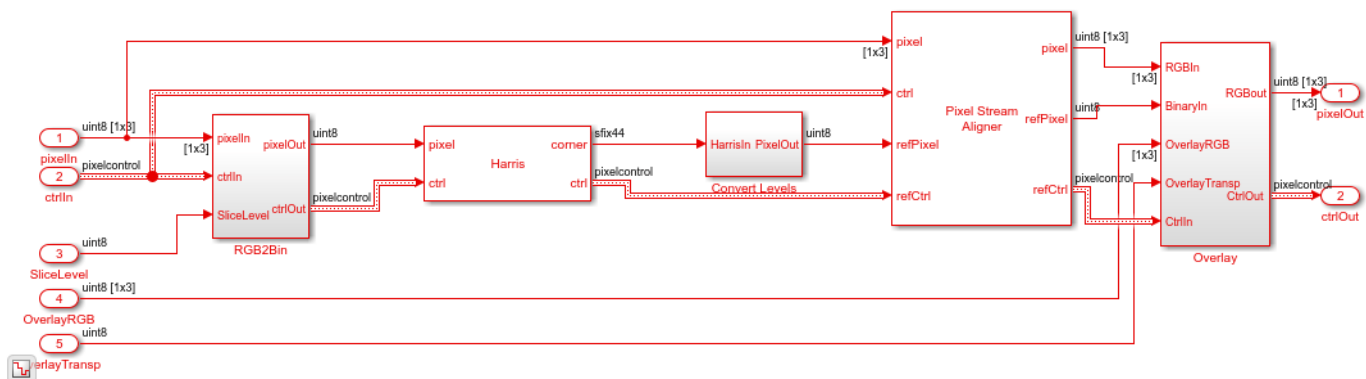 uint8 [1x3]
1
pixelIn
pixelcontrol
2
ctrlIn
uint8
3
SliceLevel
uint8 [1x3]
4
OverlayRGB
uint8
5
erlayTransp
[1x3]
pixelIn
ctrlIn
SliceLevel
pixelOut
ctrlOut
RGB2Bin
uint8
pixelcontrol
pixel
ctrl
Harris
corner
ctrl
sfix44
pixelcontrol
HarrisIn PixelOut
Convert Levels
uint8
[1x3]
pixel
ctrl
refPixel
refCtrl
Pixel Stream
Aligner
pixel
refPixel
refCtrl
uint8 [1x3]
uint8
pixelcontrol
[1x3]
[1x3]
RGBIn
BinaryIn
OverlayRGB
OverlayTransp
CtrlIn
RGBout
CtrlOut
Overlay
uint8 [1x3]
[1x3]
1
pixelOut
pixelcontrol
2
ctrlOut